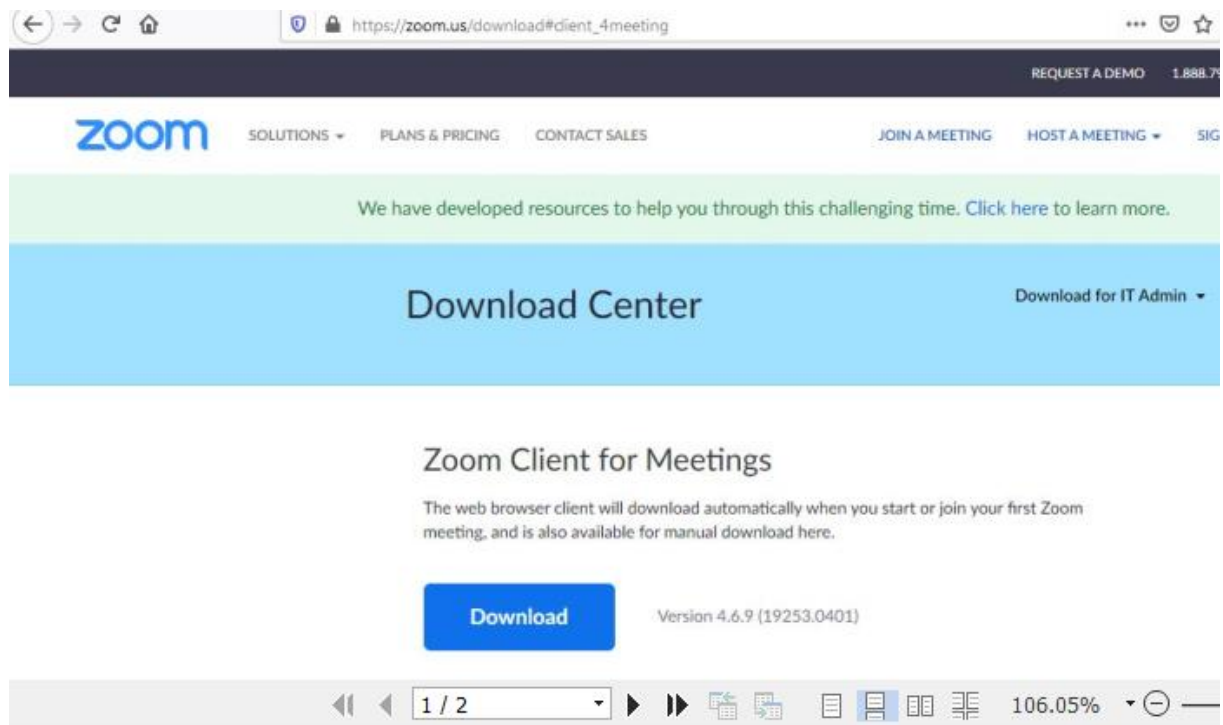 https://zoom.us/download#client_4meeting
REQUEST A DEMO 1.888.79
zoom SOLUTIONS PLANS & PRICING CONTACT SALES JOIN A MEETING HOST A MEETING SIG
We have developed resources to help you through this challenging time. Click here to learn more.
Download Center Download for IT Admin
Zoom Client for Meetings
The web browser client will download automatically when you start or join your first Zoom
meeting, and is also available for manual download here.
Download Version 4.6.9 (19253.0401)
1 / 2 106.05%